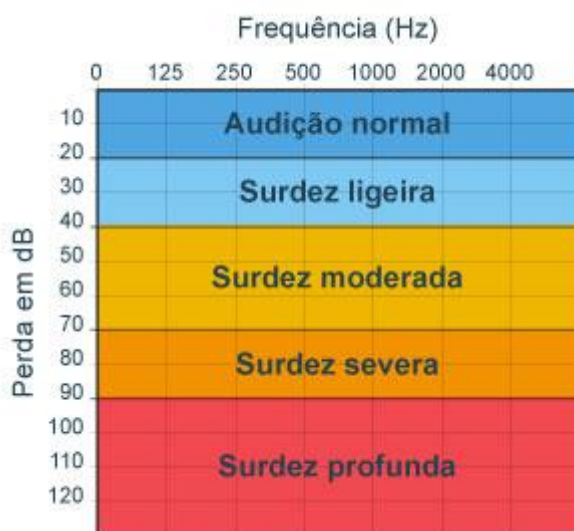 Frequência (Hz)
0 125 250 500 1000 2000 4000
10
Audição normal
20
30
Surdez ligeira
40
50
Surdez moderada
60
70
80
Surdez severa
90
100
110
Surdez profunda
120
Perda em dB